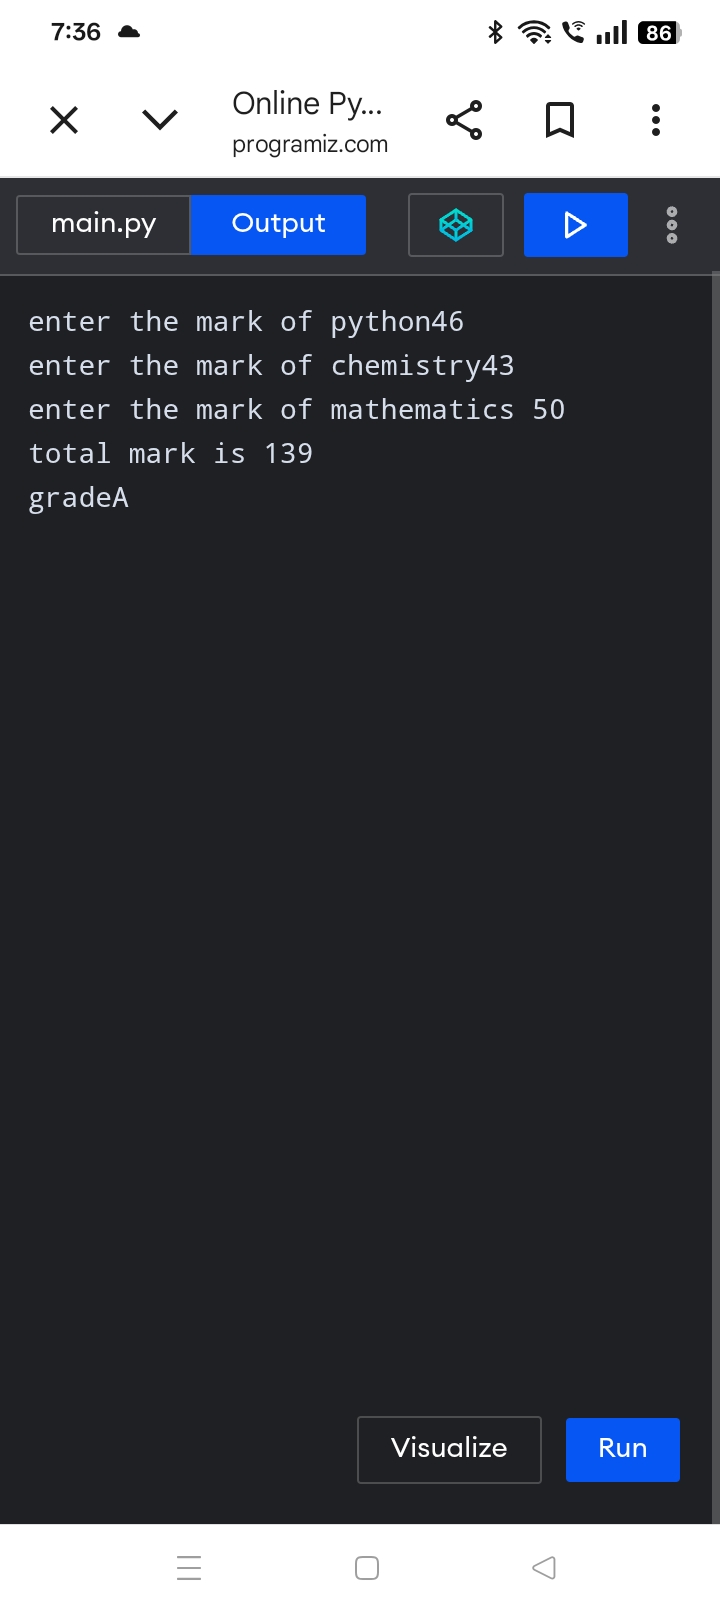 7:36
86
Online Py...
programiz.com
main.py
Output
enter the mark of python46
enter the mark of chemistry43
enter the mark of mathematics 50
total mark is 139
gradeA
Visualize
Run